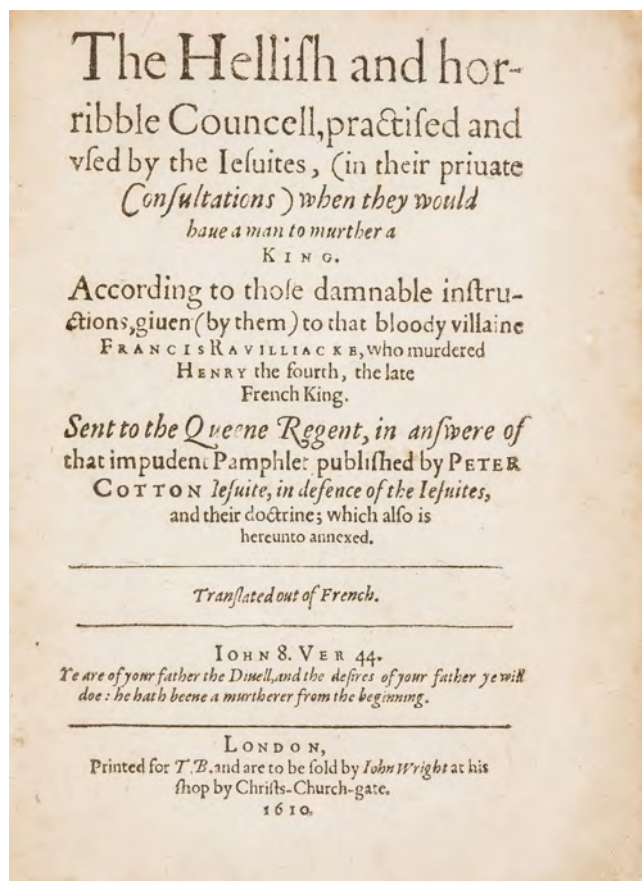 The Helliſh and hor-
ribble Councell, practiſed and
vſed by the Ieſuites, (in their priuate
Conſultations) when they would
haue a man to murther a
KING.
According to thoſe damnable inſtru-
ctions, giuen (by them) to that bloody villaine
FRANCIS RAVILLIACKE, who murdered
HENRY the fourth, the late
French King.
Sent to the Queene Regent, in anſwere of
that impudent Pamphlet published by PETER
COTTON Ieſuite, in defence of the Ieſuites,
and their doctrine; which alſo is
hereunto annexed.
Tranſlated out of French.
IOHN 8. VER 44.
Ye are of your father the Diuell, and the deſires of your father ye will
doe: he hath beene a murtherer from the beginning.
LONDON,
Printed for T.B. and are to be ſold by Iohn Wright at his
ſhop by Chriſts-Church-gate.
1610.